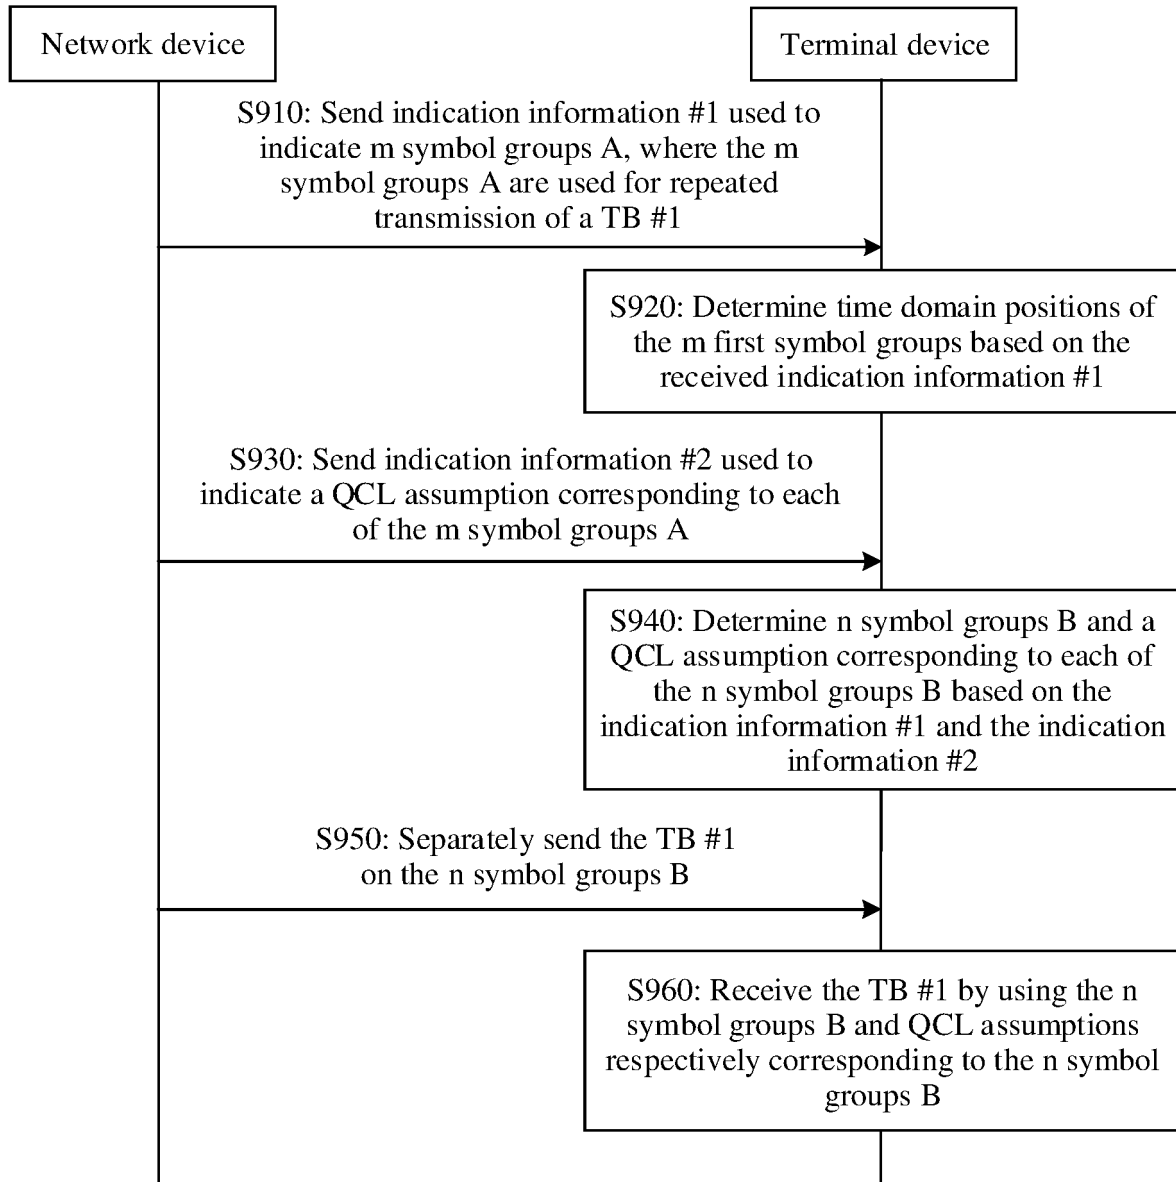 Network device
Terminal device
S910: Send indication information #1 used to
indicate m symbol groups A, where the m
symbol groups A are used for repeated
transmission of a TB #1
S920: Determine time domain positions of
the m first symbol groups based on the
received indication information #1
S930: Send indication information #2 used to
indicate a QCL assumption corresponding to each
of the m symbol groups A
S940: Determine n symbol groups B and a
QCL assumption corresponding to each of
the n symbol groups B based on the
indication information #1 and the indication
information #2
S950: Separately send the TB #1
on the n symbol groups B
S960: Receive the TB #1 by using the n
symbol groups B and QCL assumptions
respectively corresponding to the n symbol
groups B